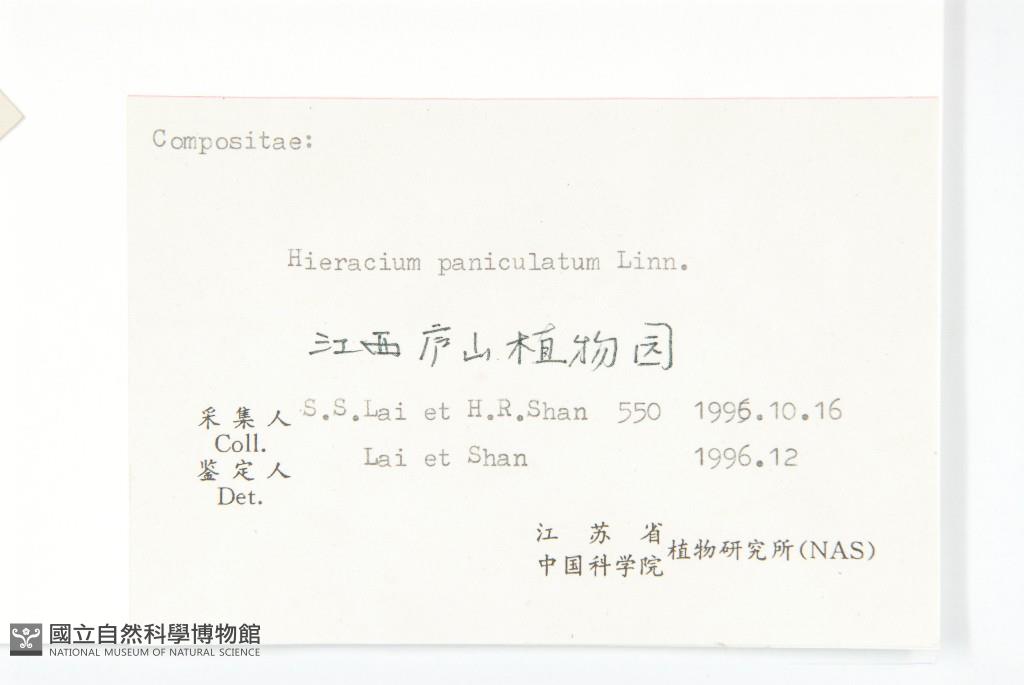 Compositae:
Hieracium paniculatum Linn.
江西庐山植物园
采集人 S.S.Lai et H.R.Shan 550 1996.10.16
Coll.
鉴定人 Lai et Shan 1996.12
Det.
江苏省
中国科学院 植物研究所(NAS)
國立自然科學博物館
NATIONAL MUSEUM OF NATURAL SCIENCE